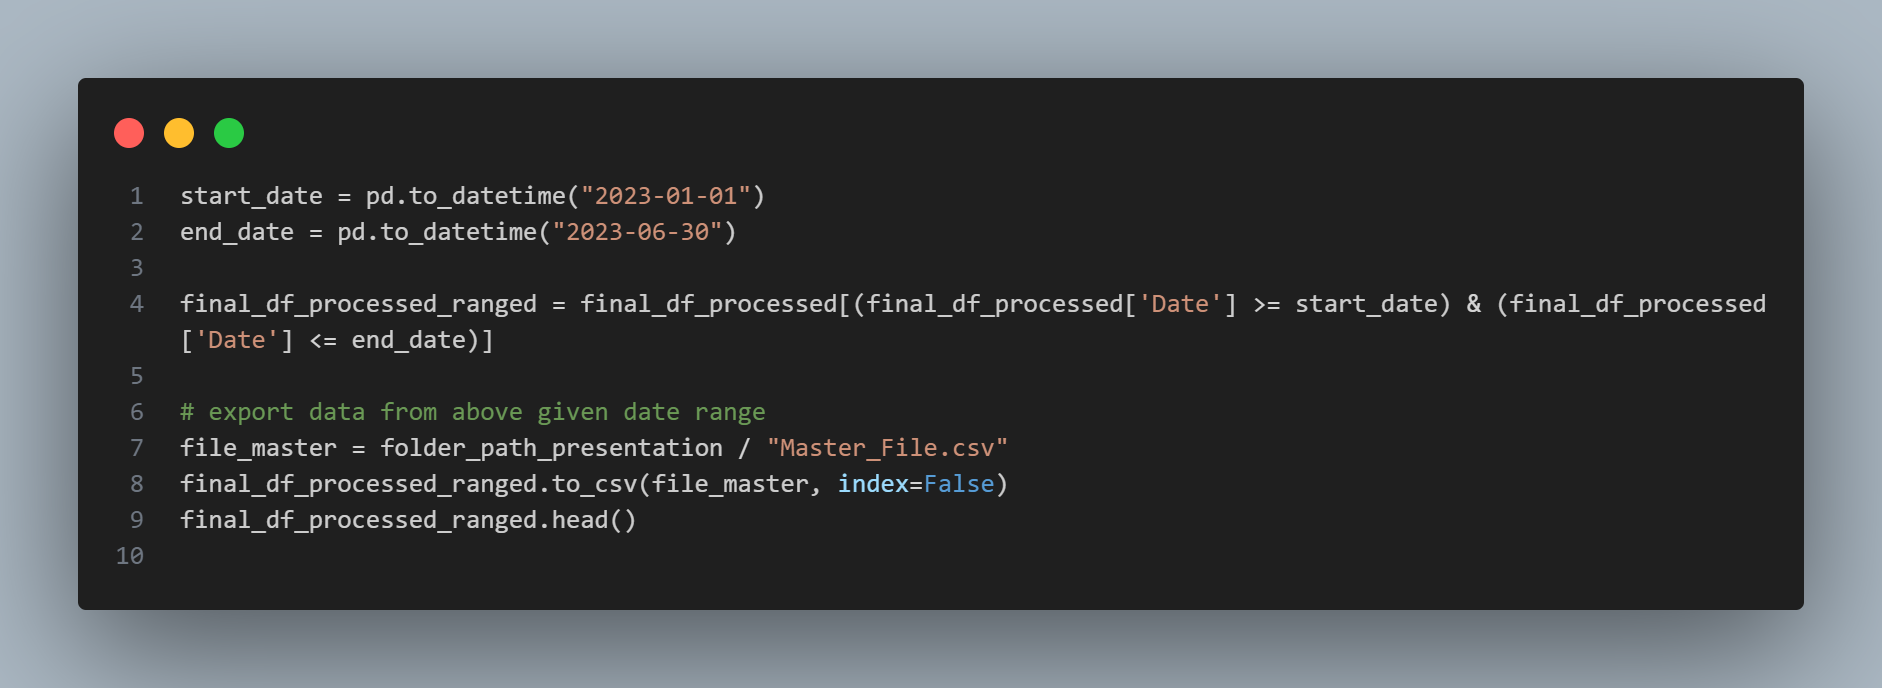 1 start_date = pd.to_datetime("2023-01-01")
2 end_date = pd.to_datetime("2023-06-30")
3
4 final_df_processed_ranged = final_df_processed[(final_df_processed['Date'] >= start_date) & (final_df_processed
['Date'] <= end_date)]
5
6 # export data from above given date range
7 file_master = folder_path_presentation / "Master_File.csv"
8 final_df_processed_ranged.to_csv(file_master, index=False)
9 final_df_processed_ranged.head()
10